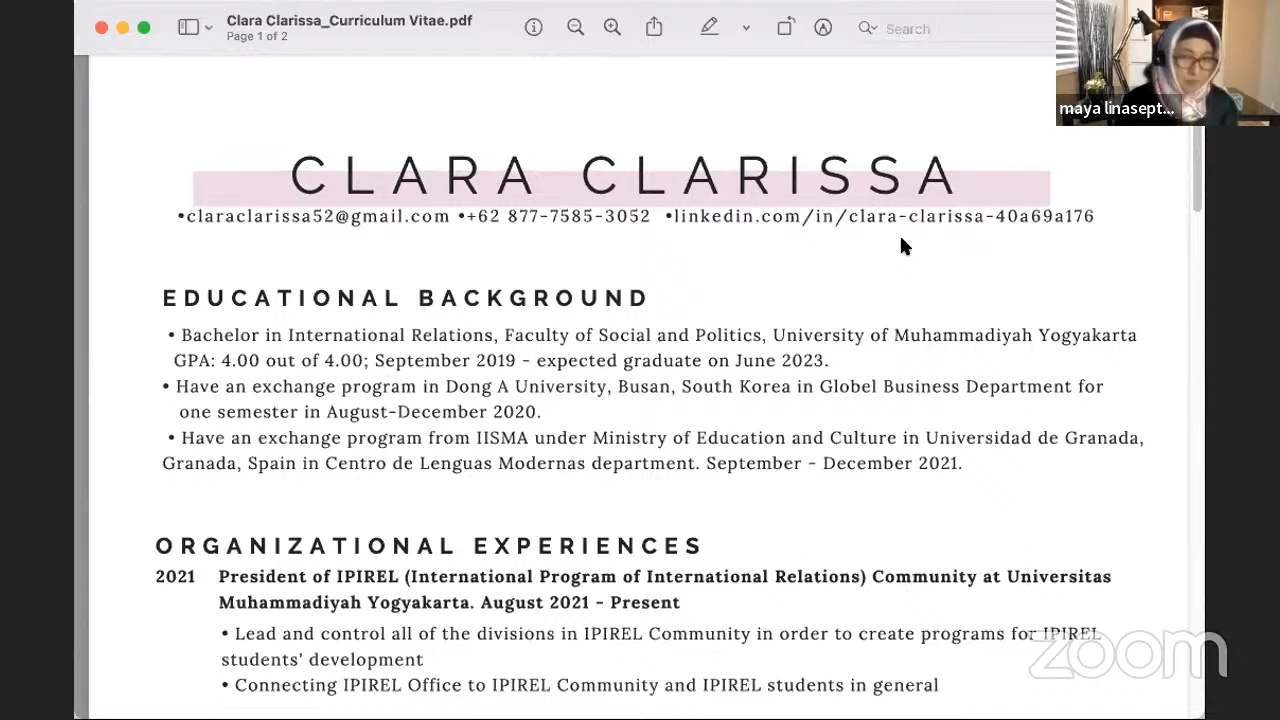 Clara Clarissa_Curriculum Vitae.pdf
Page 1 of 2
Search
maya linasept...
CLARA CLARISSA
•claraclarissa52@gmail.com •+62 877-7585-3052 •linkedin.com/in/clara-clarissa-40a69a176
EDUCATIONAL BACKGROUND
• Bachelor in International Relations, Faculty of Social and Politics, University of Muhammadiyah Yogyakarta
GPA: 4.00 out of 4.00; September 2019 - expected graduate on June 2023.
• Have an exchange program in Dong A University, Busan, South Korea in Globel Business Department for
one semester in August-December 2020.
• Have an exchange program from IISMA under Ministry of Education and Culture in Universidad de Granada,
Granada, Spain in Centro de Lenguas Modernas department. September - December 2021.
ORGANIZATIONAL EXPERIENCES
2021 President of IPIREL (International Program of International Relations) Community at Universitas
Muhammadiyah Yogyakarta. August 2021 - Present
• Lead and control all of the divisions in IPIREL Community in order to create programs for IPIREL
students' development
• Connecting IPIREL Office to IPIREL Community and IPIREL students in general
zoom